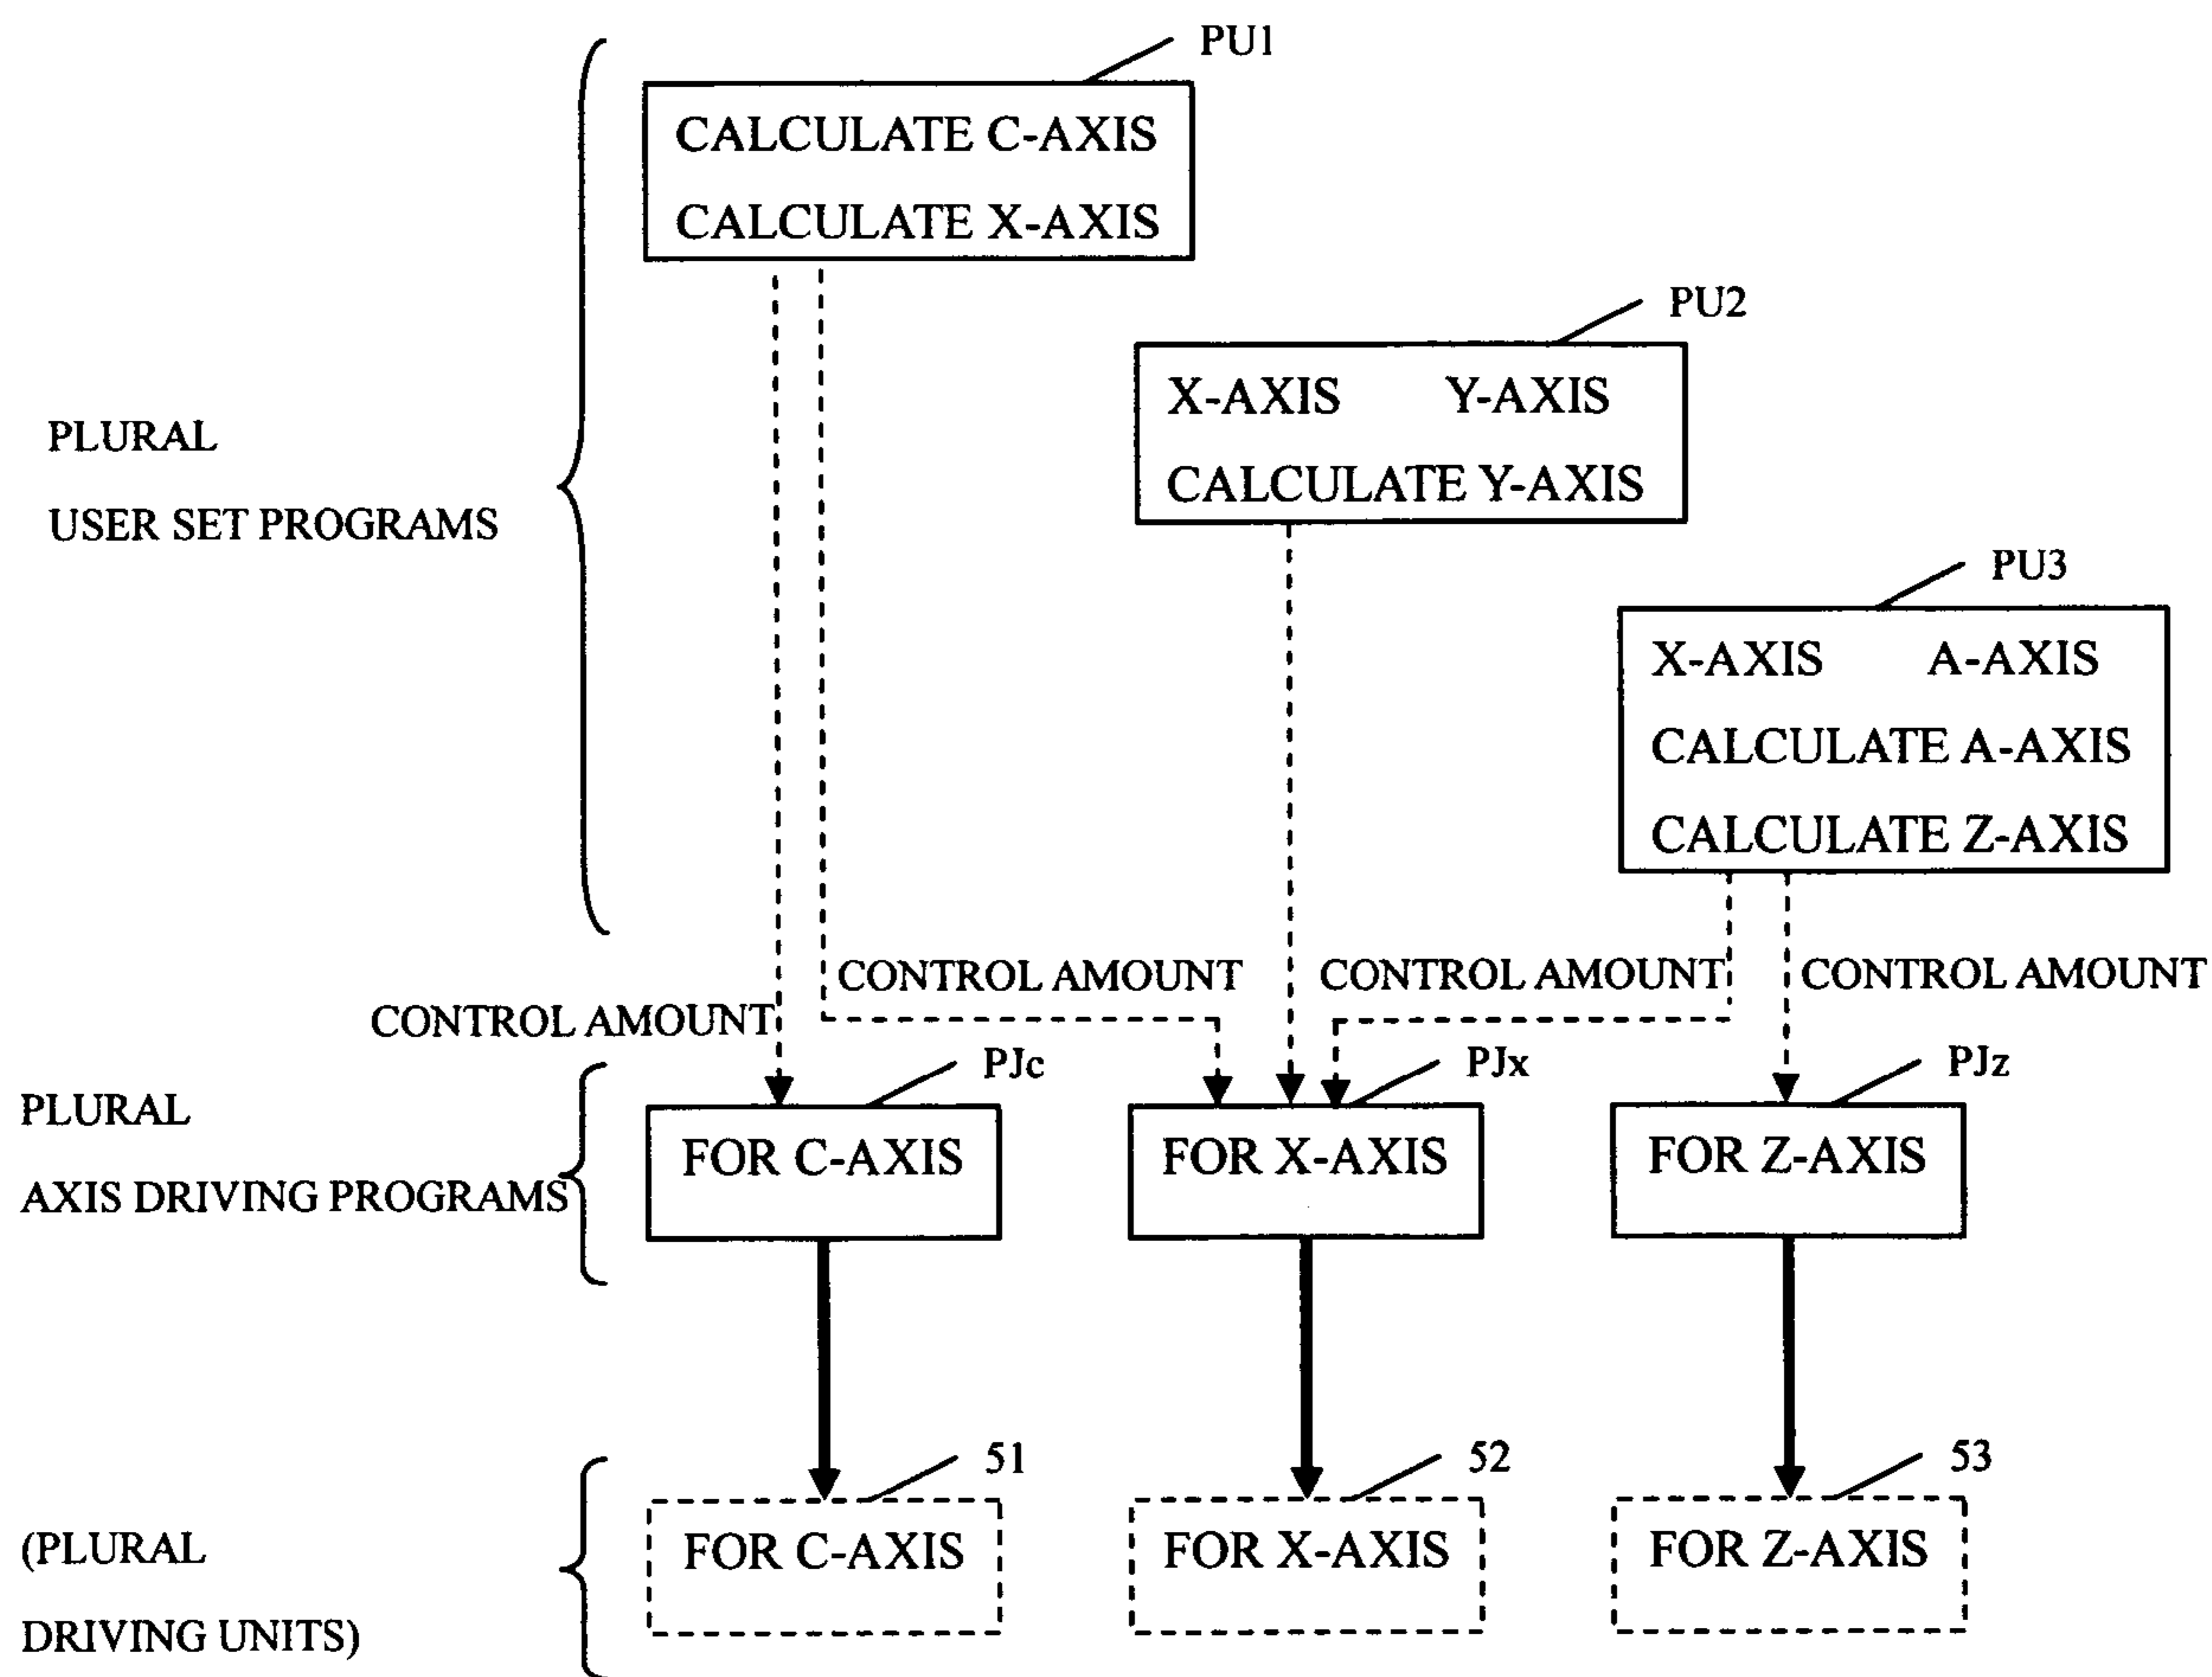 PU1
CALCULATE C-AXIS
CALCULATE X-AXIS
PU2
X-AXIS Y-AXIS
CALCULATE Y-AXIS
PLURAL
USER SET PROGRAMS
PU3
X-AXIS A-AXIS
CALCULATE A-AXIS
CALCULATE Z-AXIS
CONTROL AMOUNT
CONTROL AMOUNT
CONTROL AMOUNT
CONTROL AMOUNT
PLURAL
AXIS DRIVING PROGRAMS
PJc
FOR C-AXIS
PJx
FOR X-AXIS
PJz
FOR Z-AXIS
(PLURAL
DRIVING UNITS)
51
FOR C-AXIS
52
FOR X-AXIS
53
FOR Z-AXIS